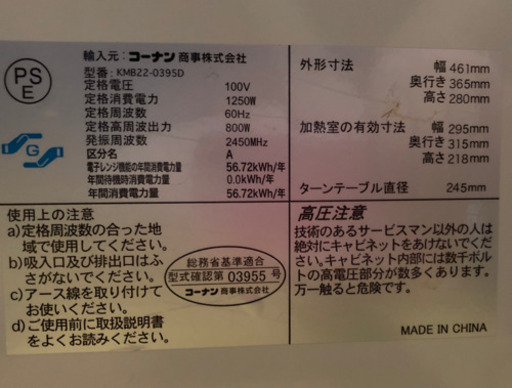 PS
E
G
輸入元: コーナン 商事株式会社
型番: KMB22-0395D
定格電圧 100V
定格消費電力 1250W
定格周波数 60Hz
定格高周波出力 800W
発振周波数 2450MHz
区分名 A
電子レンジ機能の年間消費電力量 56.72kWh/年
年間待機時消費電力量 0.0kWh/年
年間消費電力量 56.72kWh/年
外形寸法 幅 461mm
奥行き 365mm
高さ 280mm
加熱室の有効寸法 幅 295mm
奥行き 315mm
高さ 218mm
ターンテーブル直径 245mm
使用上の注意
a)定格周波数の合った地
域で使用してください。
b)吸入口及び排出口はふ
さがないでください。
c)アース線を取り付けて
お使いください。
d)ご使用前に取扱説明書
をよくお読みください。
総務省基準適合
型式確認第 03955 号
コーナン 商事株式会社
高圧注意
技術のあるサービスマン以外の人は
絶対にキャビネットをあけないでくだ
さい。キャビネット内部には数千ボル
トの高電圧部分が数多くあります。
万一触ると危険です。
MADE IN CHINA